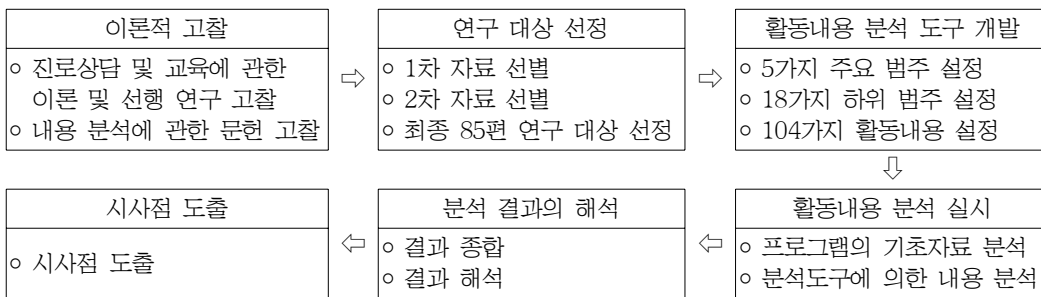 이론적 고찰
○ 진로상담 및 교육에 관한
이론 및 선행 연구 고찰
○ 내용 분석에 관한 문헌 고찰
⇨
연구 대상 선정
○ 1차 자료 선별
○ 2차 자료 선별
○ 최종 85편 연구 대상 선정
⇨
활동내용 분석 도구 개발
○ 5가지 주요 범주 설정
○ 18가지 하위 범주 설정
○ 104가지 활동내용 설정
⇩
활동내용 분석 실시
○ 프로그램의 기초자료 분석
○ 분석도구에 의한 내용 분석
⇦
분석 결과의 해석
○ 결과 종합
○ 결과 해석
⇦
시사점 도출
○ 시사점 도출